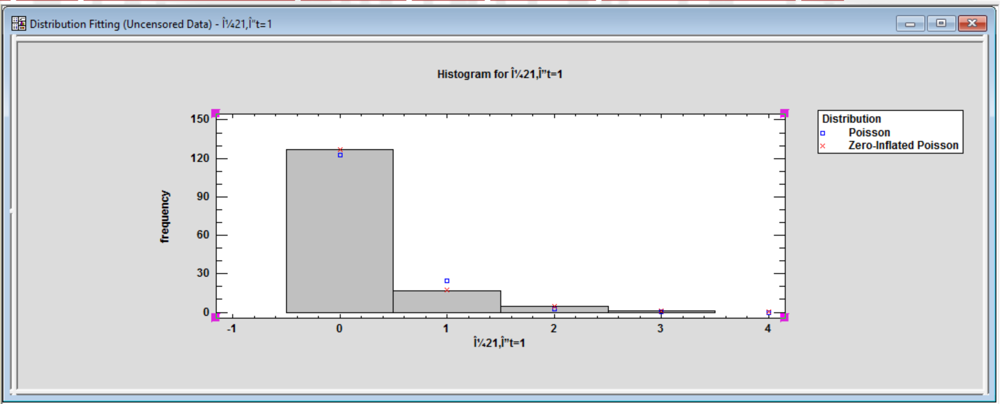 Distribution Fitting (Uncensored Data) - Î¼21,Î"t=1
Histogram for Î¼21,Î"t=1
150
120
90
60
30
0
frequency
-1 0 1 2 3 4
Î¼21,Î"t=1
Distribution
Poisson
Zero-Inflated Poisson